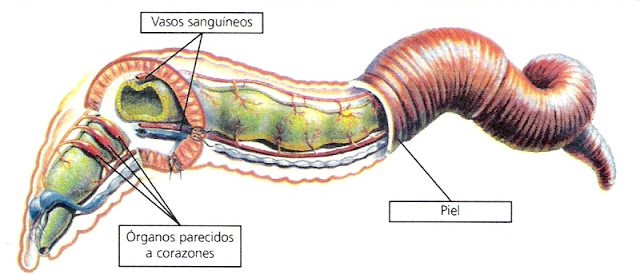 Vasos sanguíneos
Piel
Órganos parecidos
a corazones